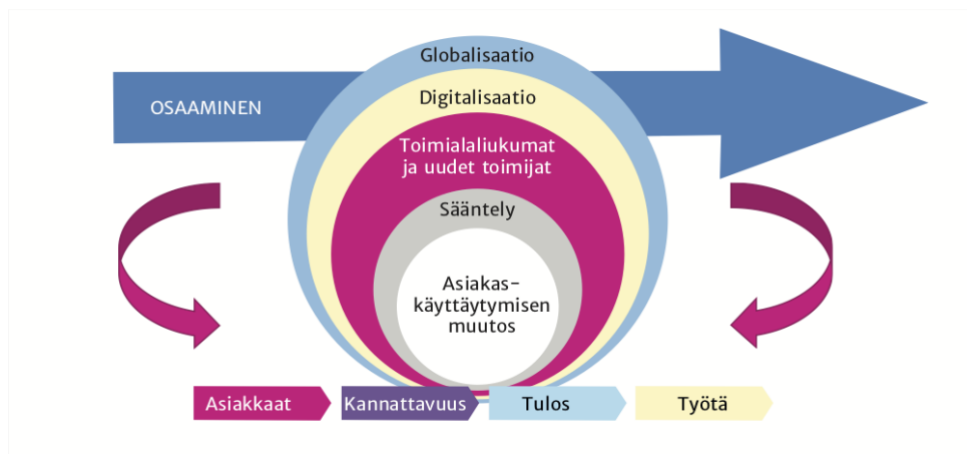 Globalisaatio
OSAAMINEN
Digitalisaatio
Toimialaliukumat
ja uudet toimijat
Sääntely
Asiakas-
käyttäytymisen
muutos
Asiakkaat
Kannattavuus
Tulos
Työtä